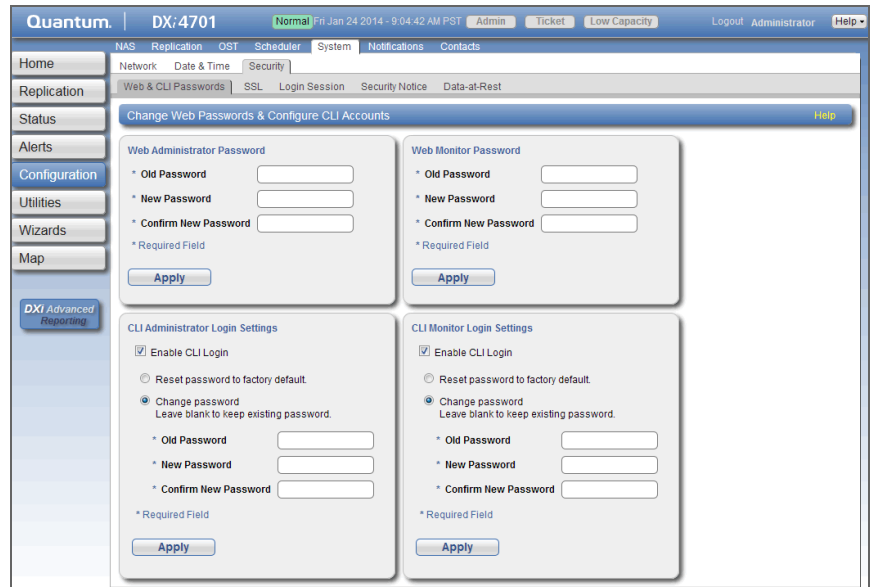 Quantum. DXi4701 Normal Fri Jan 24 2014 - 9:04:42 AM PST Admin Ticket Low Capacity Logout Administrator Help
NAS Replication OST Scheduler System Notifications Contacts
Network Date & Time Security
Web & CLI Passwords SSL Login Session Security Notice Data-at-Rest
Home
Replication
Status
Alerts
Configuration
Utilities
Wizards
Map
DXi Advanced
Reporting
Change Web Passwords & Configure CLI Accounts Help
Web Administrator Password
* Old Password
* New Password
* Confirm New Password
* Required Field
Apply
Web Monitor Password
* Old Password
* New Password
* Confirm New Password
* Required Field
Apply
CLI Administrator Login Settings
Enable CLI Login
Reset password to factory default.
Change password
Leave blank to keep existing password.
* Old Password
* New Password
* Confirm New Password
* Required Field
Apply
CLI Monitor Login Settings
Enable CLI Login
Reset password to factory default.
Change password
Leave blank to keep existing password.
* Old Password
* New Password
* Confirm New Password
* Required Field
Apply